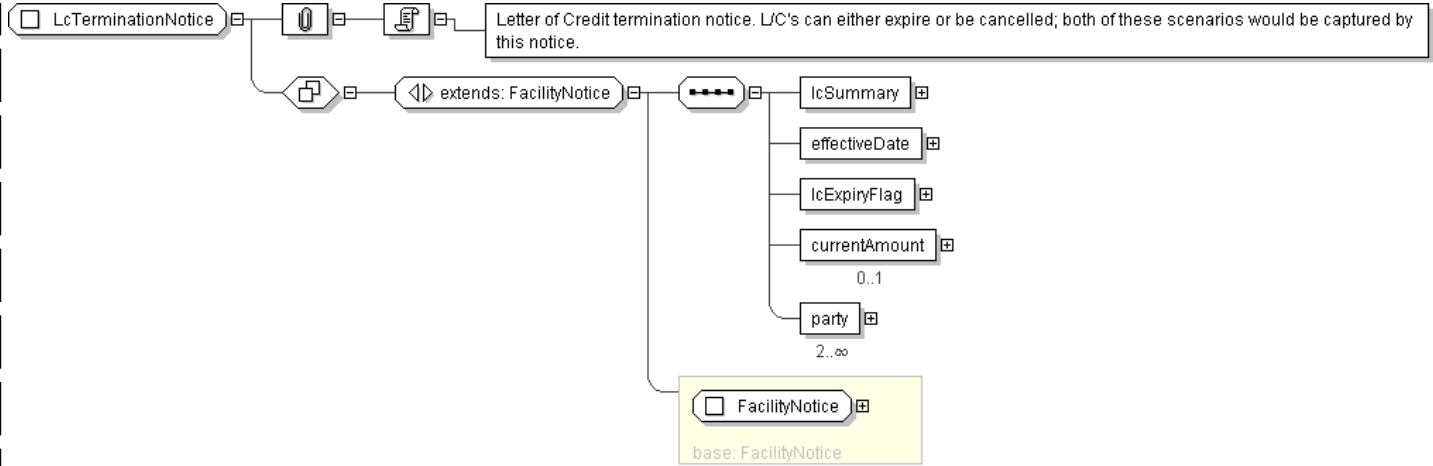 LcTerminationNotice
Letter of Credit termination notice. L/C's can either expire or be cancelled; both of these scenarios would be captured by
this notice.
extends: FacilityNotice
lcSummary
effectiveDate
lcExpiryFlag
currentAmount
0..1
party
2..∞
FacilityNotice
base: FacilityNotice